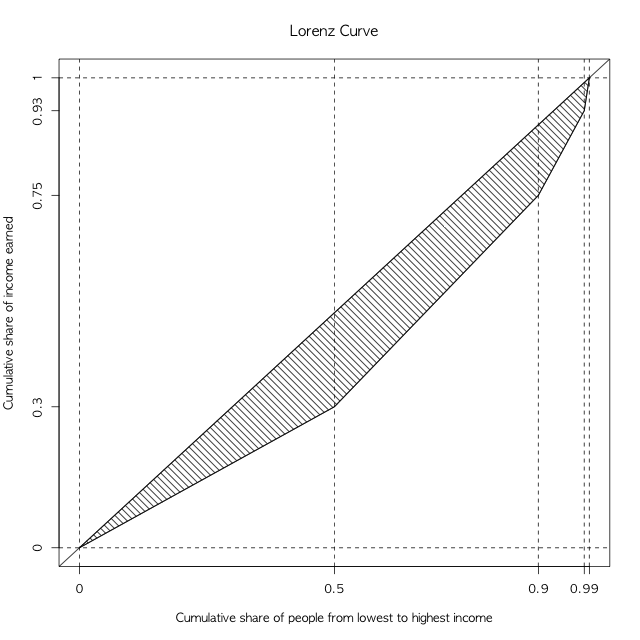 Lorenz Curve
1
0.93
0.75
0.3
0
Cumulative share of income earned
0 0.5 0.9 0.99
Cumulative share of people from lowest to highest income